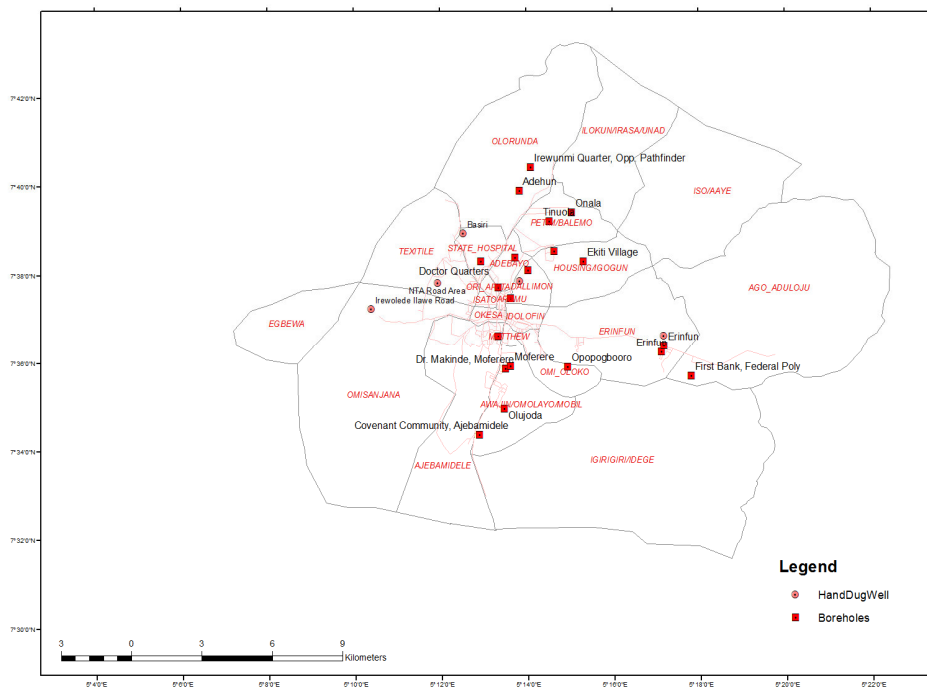 7°42'0"N
OLORUNDA
ILOKUN/IRASA/UNAD
Irewunmi Quarter, Opp. Pathfinder
7°40'0"N
Adehun
ISO/AAYE
Onala
Tinuola
Basiri
TEXITILE
STATE_HOSPITAL
Ekiti Village
7°38'0"N
ADEBAYO
HOUSING/IGOGUN
Doctor Quarters
AGO_ADULOJU
NTA Road Area
Irewolede Ilawe Road
EGBEWA
OKESA
IDOLOFIN
ERINFUN
MATTHEW
Erinfun
Erinfun
7°36'0"N
Dr. Makinde, Moferere
Moferere
Opopogbooro
OMI_OLOKO
First Bank, Federal Poly
OMISANJANA
AWAJIN/OMOLAYO/MOBIL
Olujoda
Covenant Community, Ajebamidele
7°34'0"N
AJEBAMIDELE
IGIRIGIRI/IDEGE
7°32'0"N
Legend
HandDugWell
Boreholes
7°30'0"N
3 0 3 6 9
Kilometers
5°4'0"E 5°6'0"E 5°8'0"E 5°10'0"E 5°12'0"E 5°14'0"E 5°16'0"E 5°18'0"E 5°20'0"E 5°22'0"E